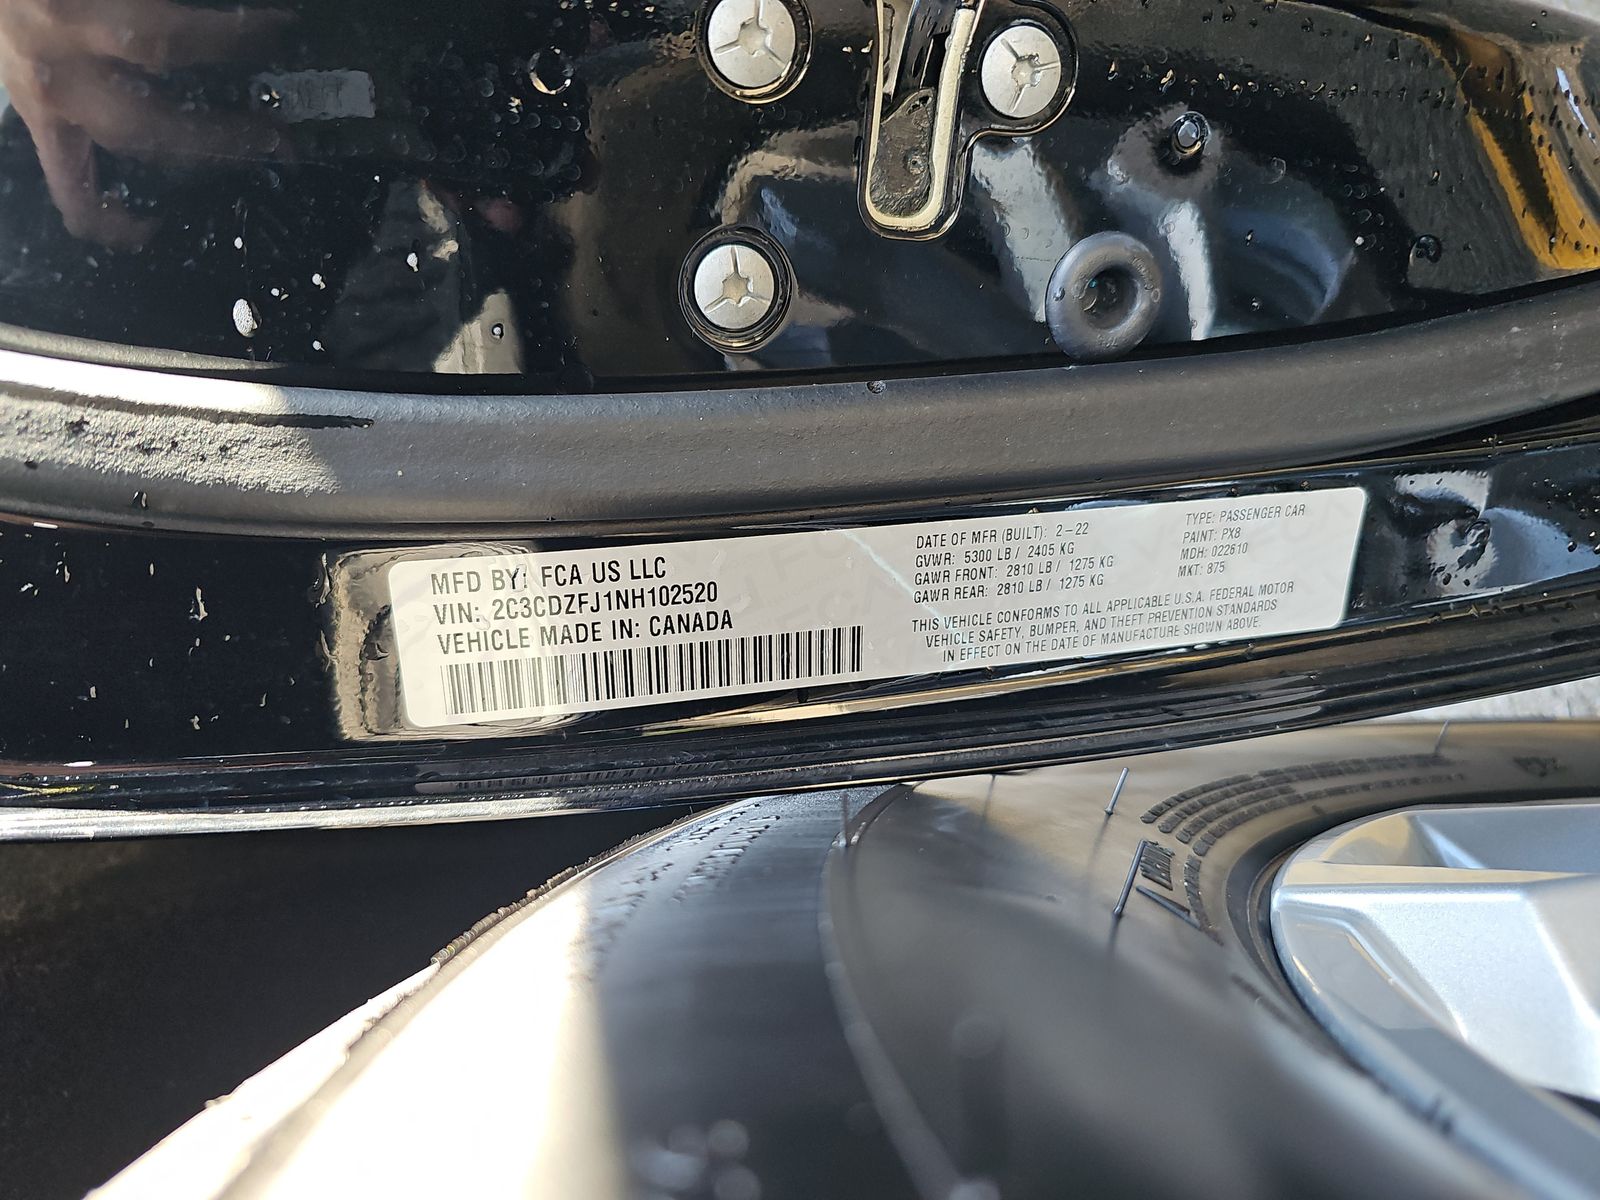 MFD BY: FCA US LLC
VIN: 2C3CDZFJ1NH102520
VEHICLE MADE IN: CANADA
DATE OF MFR (BUILT): 2-22
GVWR: 5300 LB / 2405 KG
GAWR FRONT: 2810 LB / 1275 KG
GAWR REAR: 2810 LB / 1275 KG
TYPE: PASSENGER CAR
PAINT: PX8
MDH: 022610
MKT: 875
THIS VEHICLE CONFORMS TO ALL APPLICABLE U.S.A. FEDERAL MOTOR
VEHICLE SAFETY, BUMPER, AND THEFT PREVENTION STANDARDS
IN EFFECT ON THE DATE OF MANUFACTURE SHOWN ABOVE.